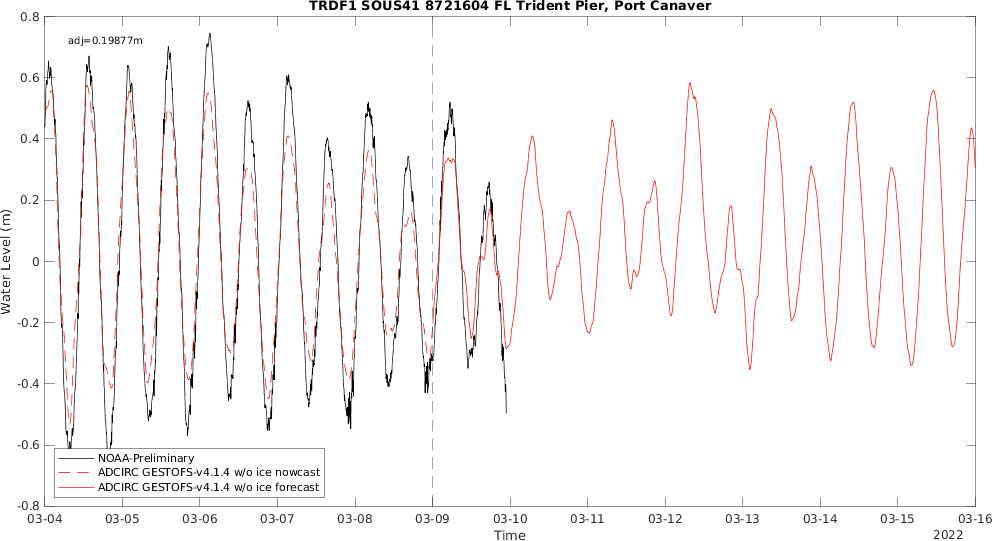 TRDF1 SOUS41 8721604 FL Trident Pier, Port Canaver
adj=0.19877m
0.8
0.6
0.4
0.2
0
-0.2
-0.4
-0.6
-0.8
Water Level (m)
NOAA-Preliminary
ADCIRC GESTOFS-v4.1.4 w/o ice nowcast
ADCIRC GESTOFS-v4.1.4 w/o ice forecast
03-04 03-05 03-06 03-07 03-08 03-09 03-10 03-11 03-12 03-13 03-14 03-15 03-16
Time
2022